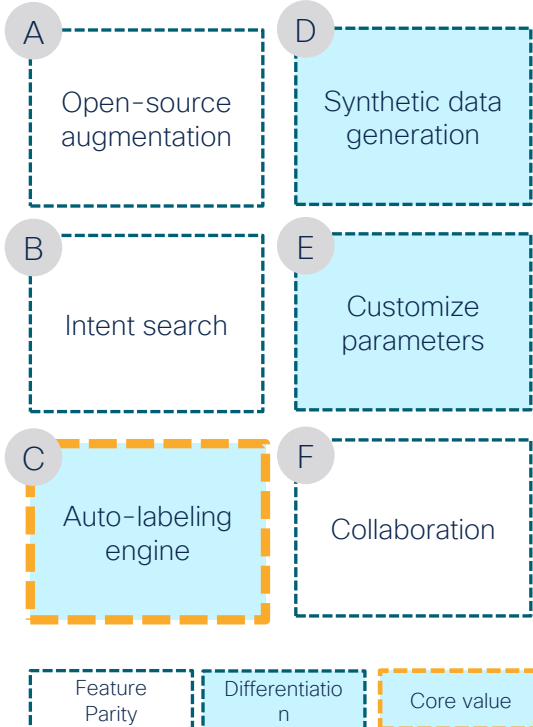 A
Open-source
augmentation
D
Synthetic data
generation
B
Intent search
E
Customize
parameters
C
Auto-labeling
engine
F
Collaboration
Feature
Parity
Differentiatio
n
Core value